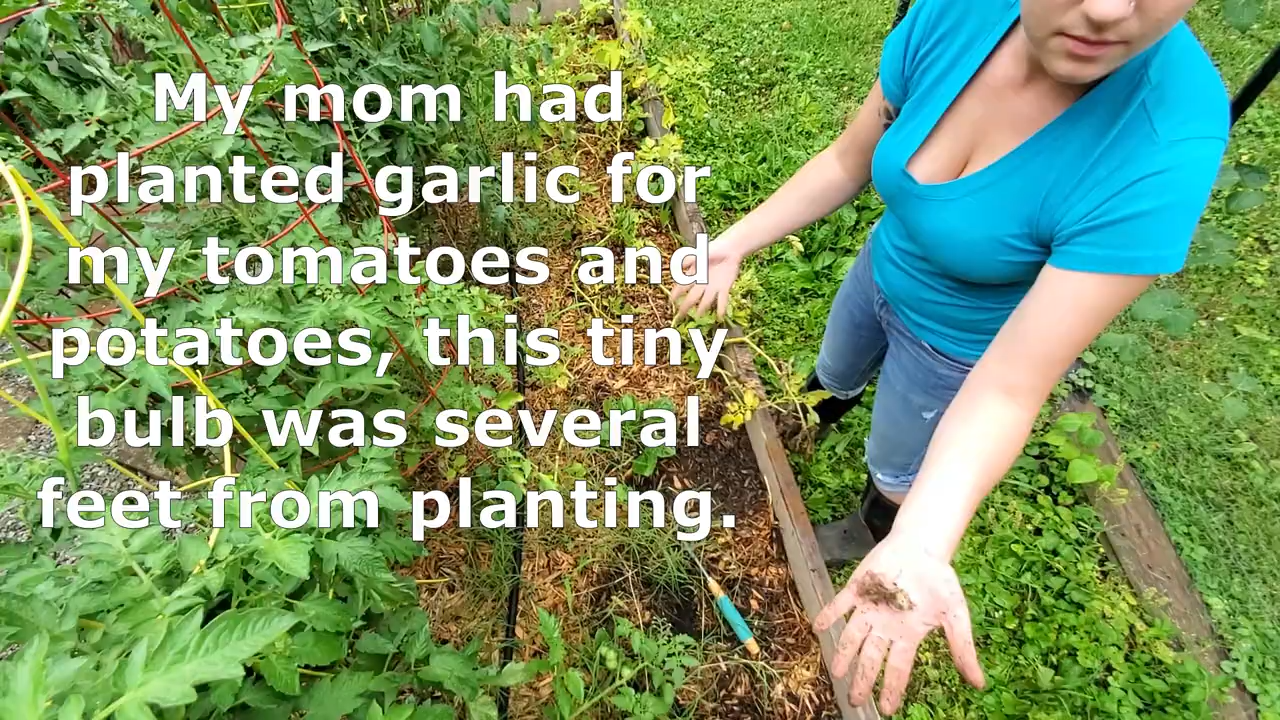 My mom had
planted garlic for
my tomatoes and
potatoes, this tiny
bulb was several
feet from planting.